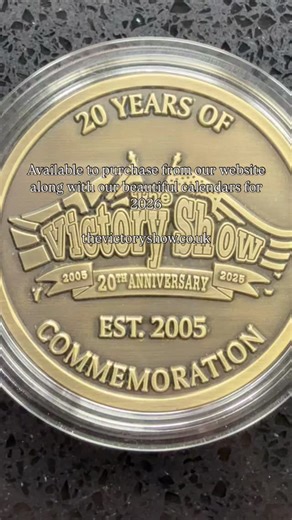 20 YEARS OF
Available to purchase from our website
along with our beautiful calendars for
2026
thevictoryshow.co.uk
The
Victory Show
2005 20TH ANNIVERSARY 2025
EST. 2005
COMMEMORATION